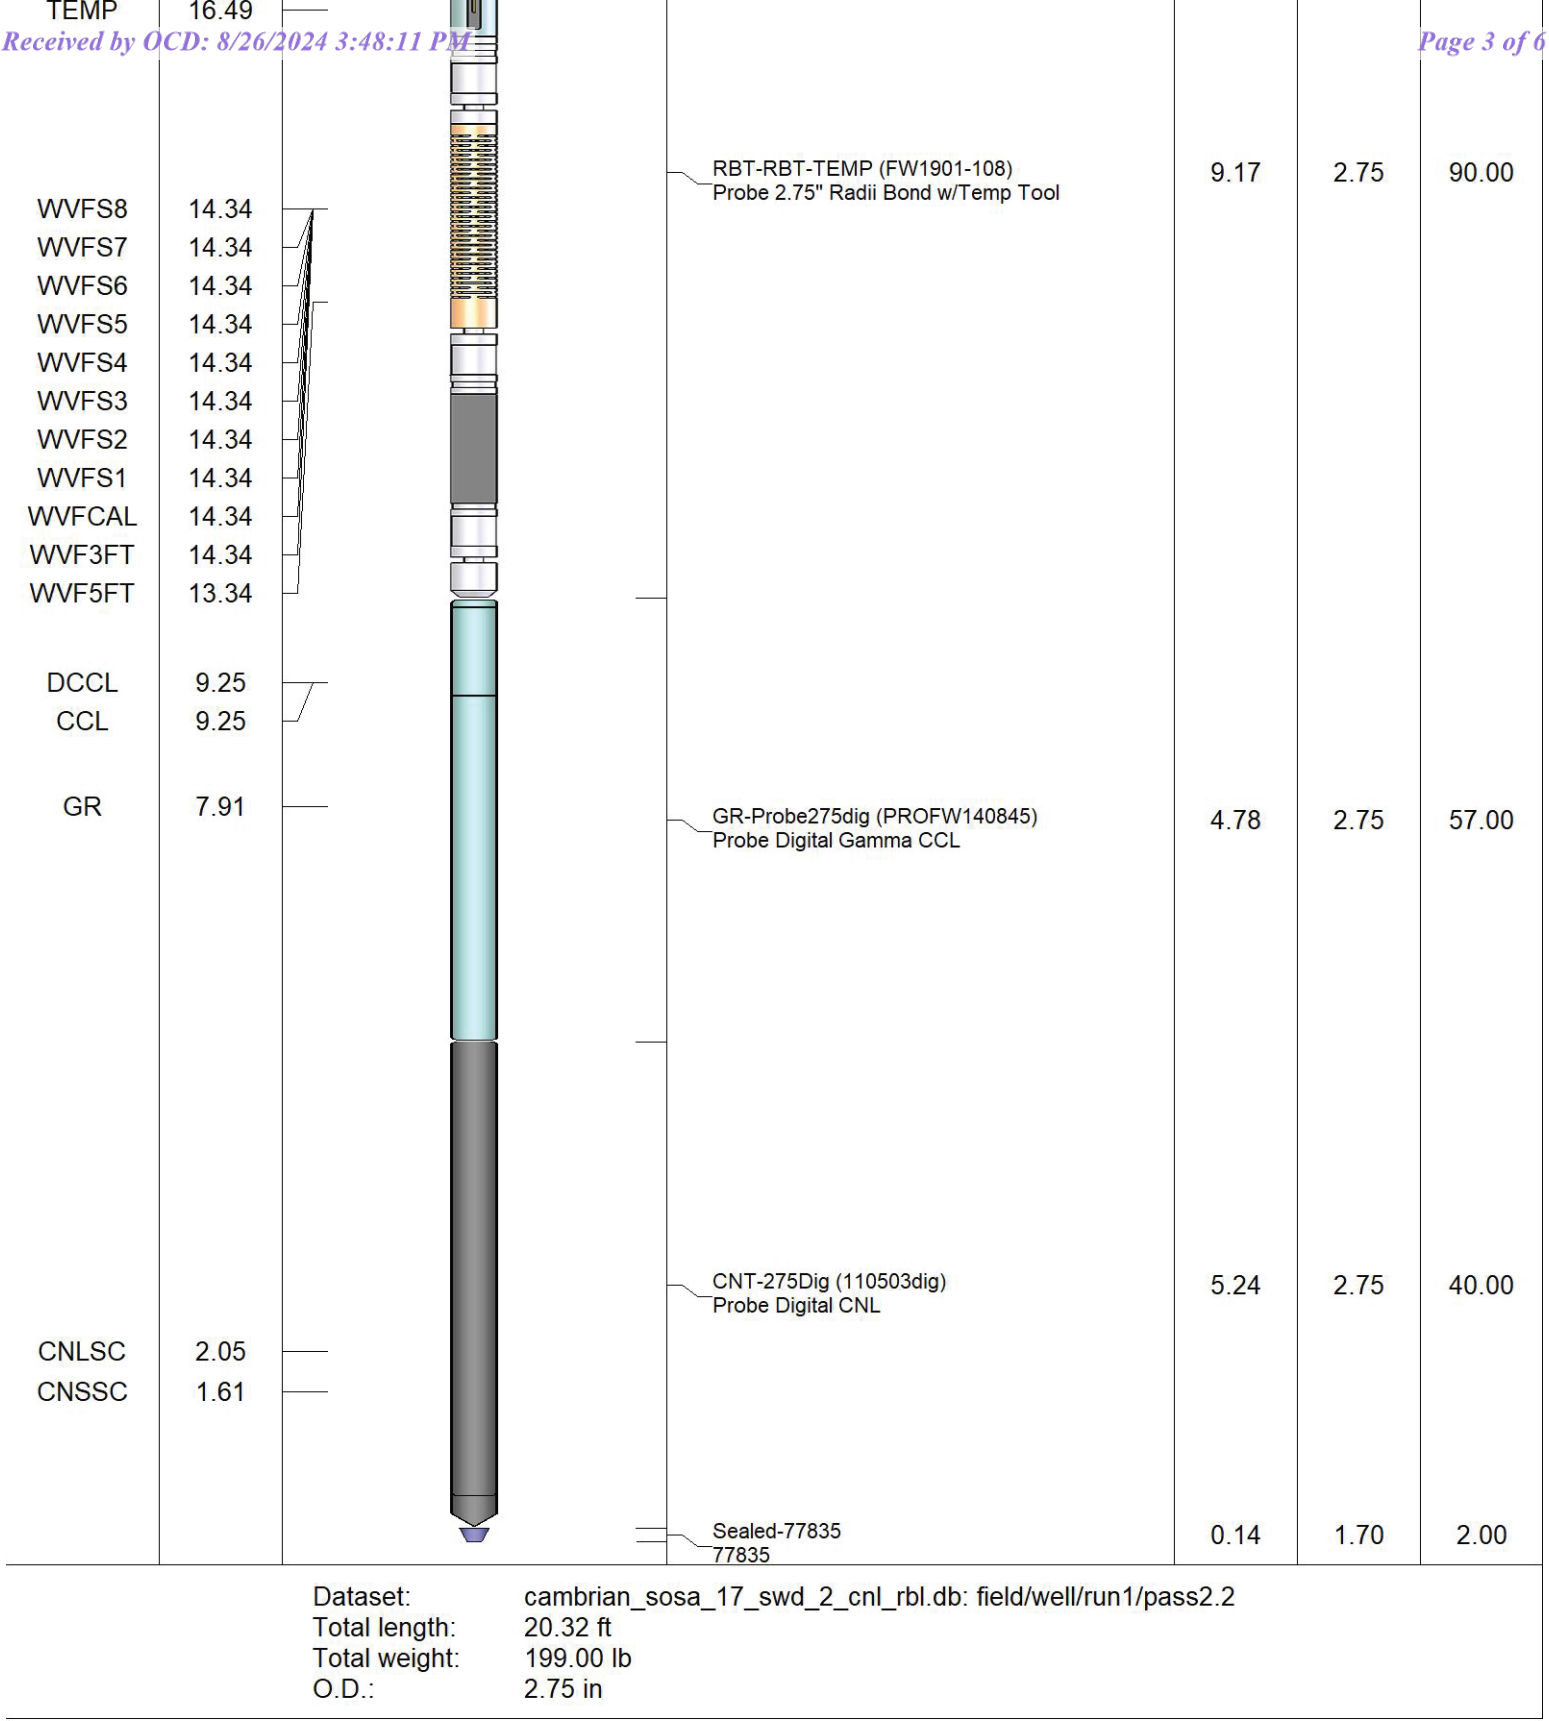 TEMP 16.49
Received by OCD: 8/26/2024 3:48:11 PM Page 3 of 6
RBT-RBT-TEMP (FW1901-108) 9.17 2.75 90.00
Probe 2.75" Radii Bond w/Temp Tool
WVFS8 14.34
WVFS7 14.34
WVFS6 14.34
WVFS5 14.34
WVFS4 14.34
WVFS3 14.34
WVFS2 14.34
WVFS1 14.34
WVFCAL 14.34
WVF3FT 14.34
WVF5FT 13.34
DCCL 9.25
CCL 9.25
GR 7.91
GR-Probe275dig (PROFW140845) 4.78 2.75 57.00
Probe Digital Gamma CCL
CNT-275Dig (110503dig) 5.24 2.75 40.00
Probe Digital CNL
CNLSC 2.05
CNSSC 1.61
Sealed-77835 0.14 1.70 2.00
77835
Dataset: cambrian_sosa_17_swd_2_cnl_rbl.db: field/well/run1/pass2.2
Total length: 20.32 ft
Total weight: 199.00 lb
O.D.: 2.75 in